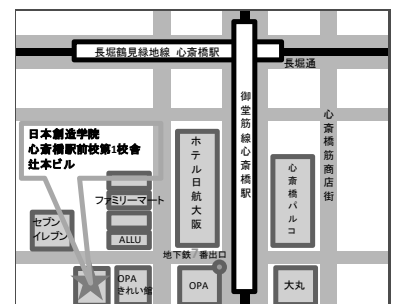 長堀鶴見緑地線 心斎橋駅
長堀通
御堂筋線心斎橋駅
心斎橋筋商店街
日本創造学院
心斎橋駅前校第1校舎
辻本ビル
ホテル日航大阪
心斎橋パルコ
ファミリーマート
セブン
イレブン
ALLU
地下鉄7番出口
OPA
きれい館
OPA
大丸